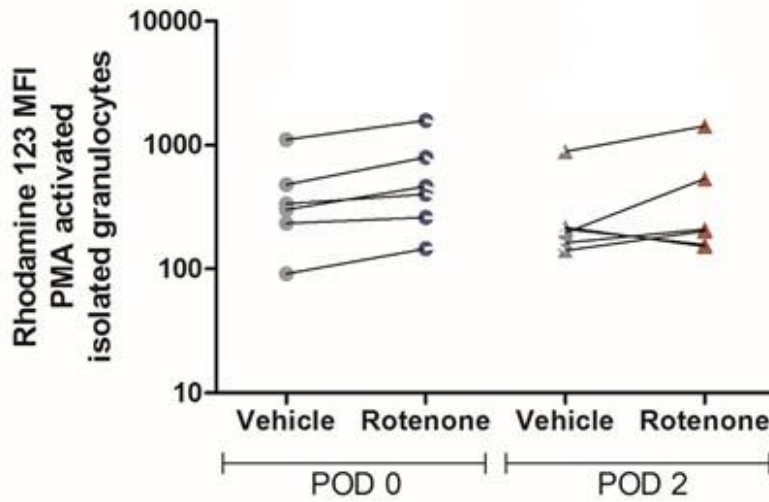 Rhodamine 123 MFI
PMA activated
isolated granulocytes
10000
1000
100
10
Vehicle Rotenone Vehicle Rotenone
POD 0 POD 2